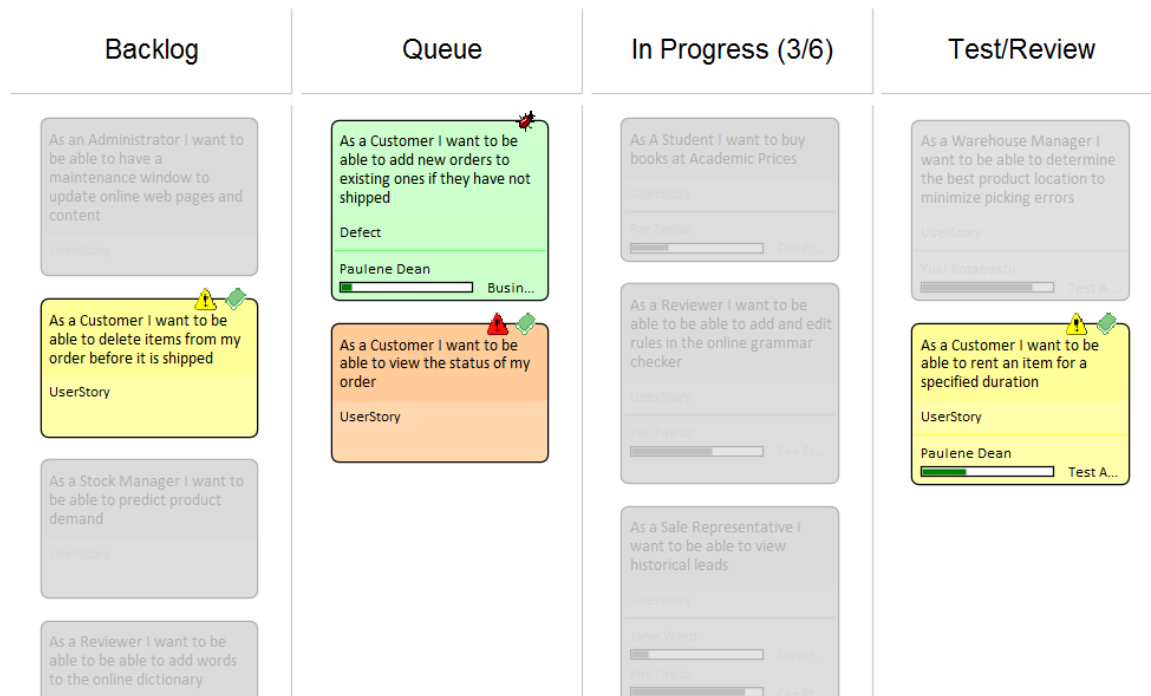 Backlog
Queue
In Progress (3/6)
Test/Review
As an Administrator I want to
be able to have a
maintenance window to
update online web pages and
content
UserStory
As a Customer I want to be
able to delete items from my
order before it is shipped
UserStory
As a Stock Manager I want to
be able to predict product
demand
UserStory
As a Reviewer I want to be
able to be able to add words
to the online dictionary
As a Customer I want to be
able to add new orders to
existing ones if they have not
shipped
Defect
Paulene Dean
Busin...
As a Customer I want to be
able to view the status of my
order
UserStory
As A Student I want to buy
books at Academic Prices
UserStory
Pat Taylor
C++ Pr...
As a Reviewer I want to be
able to be able to add and edit
rules in the online grammar
checker
UserStory
Pat Taylor
C++ Pr...
As a Sale Representative I
want to be able to view
historical leads
UserStory
Jane Ward
Devel...
Pat Taylor
C++ Pr...
As a Warehouse Manager I
want to be able to determine
the best product location to
minimize picking errors
UserStory
Yuki Kotabashi
Test A...
As a Customer I want to be
able to rent an item for a
specified duration
UserStory
Paulene Dean
Test A...